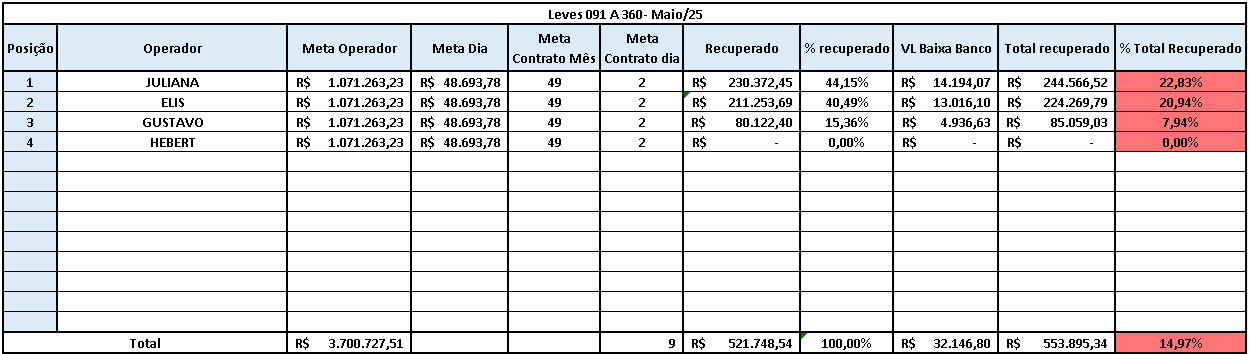 Leves 091 A 360- Maio/25
Posição Operador Meta Operador Meta Dia Meta Contrato Mês Meta Contrato dia Recuperado % recuperado VL Baixa Banco Total recuperado % Total Recuperado
1 JULIANA R$ 1.071.263,23 R$ 48.693,78 49 2 R$ 230.372,45 44,15% R$ 14.194,07 R$ 244.566,52 22,83%
2 ELIS R$ 1.071.263,23 R$ 48.693,78 49 2 R$ 211.253,69 40,49% R$ 13.016,10 R$ 224.269,79 20,94%
3 GUSTAVO R$ 1.071.263,23 R$ 48.693,78 49 2 R$ 80.122,40 15,36% R$ 4.936,63 R$ 85.059,03 7,94%
4 HEBERT R$ 1.071.263,23 R$ 48.693,78 49 2 R$ - 0,00% R$ - R$ - 0,00%
Total R$ 3.700.727,51 9 R$ 521.748,54 100,00% R$ 32.146,80 R$ 553.895,34 14,97%